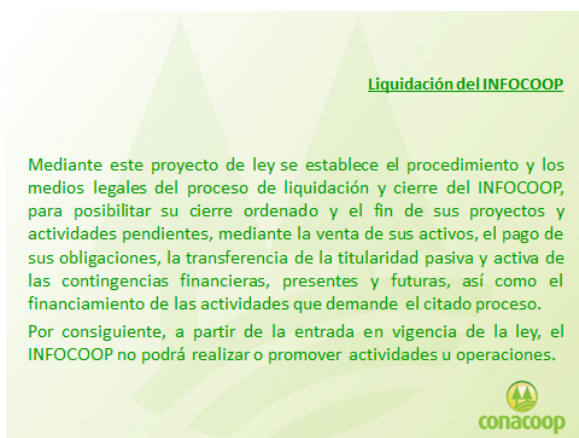 Liquidación del INFOCOOP
Mediante este proyecto de ley se establece el procedimiento y los
medios legales del proceso de liquidación y cierre del INFOCOOP,
para posibilitar su cierre ordenado y el fin de sus proyectos y
actividades pendientes, mediante la venta de sus activos, el pago de
sus obligaciones, la transferencia de la titularidad pasiva y activa de
las contingencias financieras, presentes y futuras, así como el
financiamiento de las actividades que demande el citado proceso.
Por consiguiente, a partir de la entrada en vigencia de la ley, el
INFOCOOP no podrá realizar o promover actividades u operaciones.
conacoop